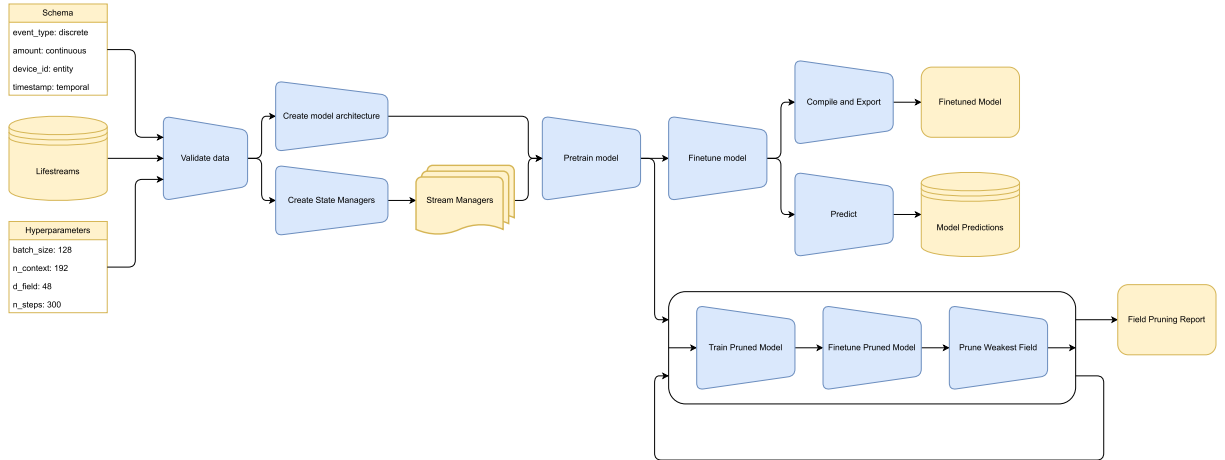 Schema
event_type: discrete
amount: continuous
device_id: entity
timestamp: temporal
Lifestreams
Hyperparameters
batch_size: 128
n_context: 192
d_field: 48
n_steps: 300
Validate data
Create model architecture
Create State Managers
Stream Managers
Pretrain model
Finetune model
Compile and Export
Finetuned Model
Predict
Model Predictions
Train Pruned Model
Finetune Pruned Model
Prune Weakest Field
Field Pruning Report